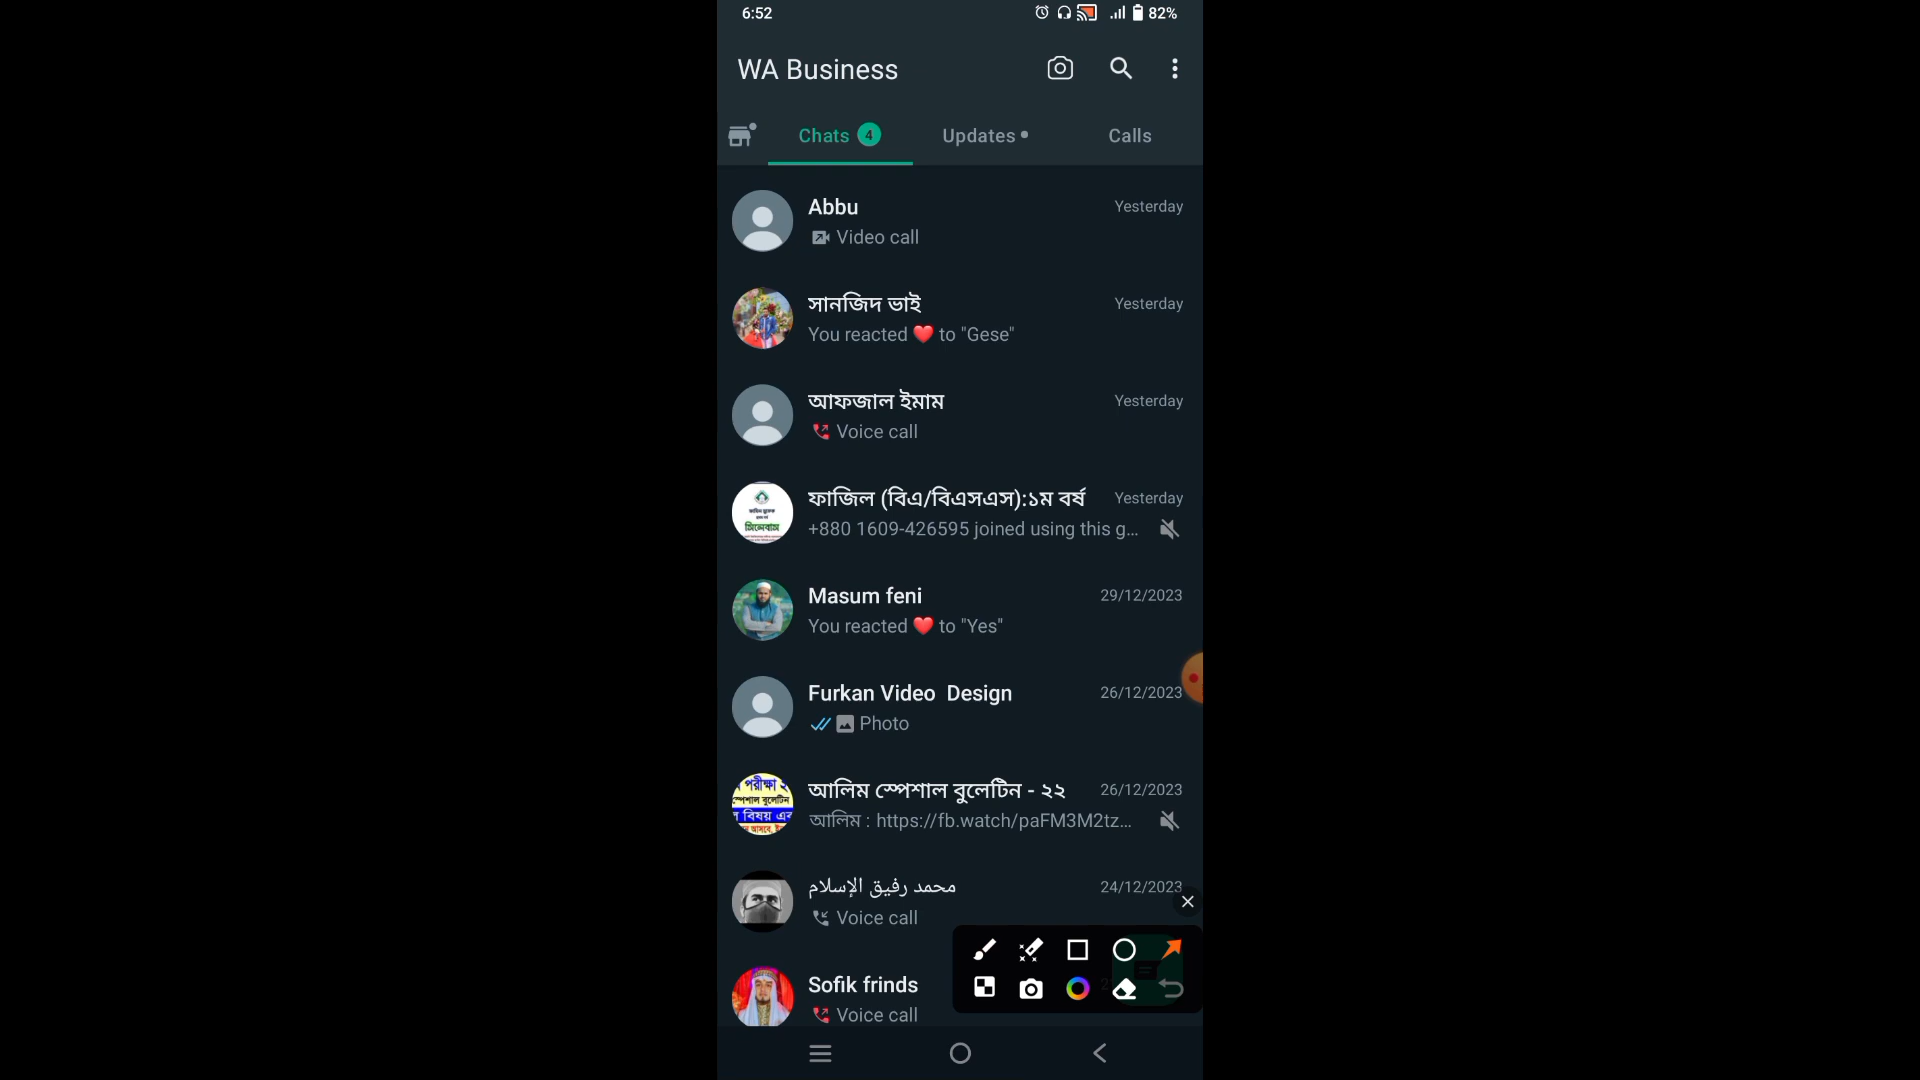 6:52
82%
WA Business
Chats 4
Updates
Calls
Abbu
Yesterday
Video call
সানজিদ ভাই
Yesterday
You reacted ❤️ to "Gese"
আফজাল ইমাম
Yesterday
Voice call
ফাজিল (বিএ/বিএসএস):১ম বর্ষ
Yesterday
+880 1609-426595 joined using this g...
সিলেবাস
Masum feni
29/12/2023
You reacted ❤️ to "Yes"
Furkan Video Design
26/12/2023
Photo
পরীক্ষা
স্পেশাল বুলেটিন
বিষয়
আলিম স্পেশাল বুলেটিন - ২২
26/12/2023
আলিম : https://fb.watch/paFM3M2tz...
محمد رفيق الإسلام
24/12/2023
Voice call
Sofik frinds
Voice call